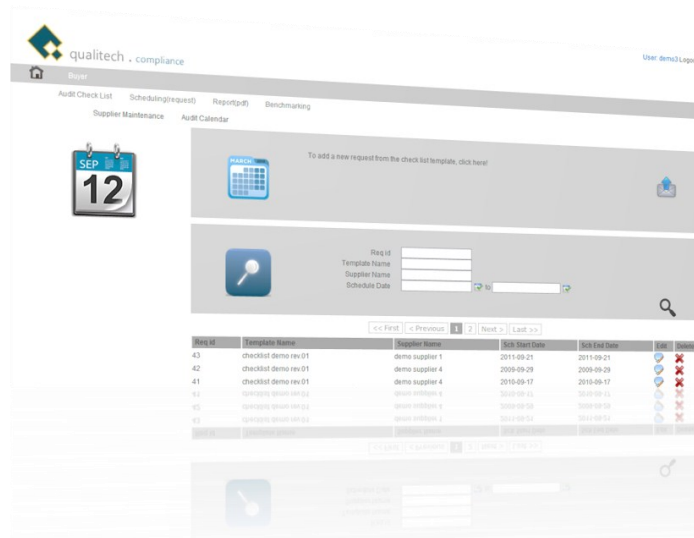 qualitech . compliance
User: demo3 Logout
Buyer
Audit Check List Scheduling(request) Report(pdf) Benchmarking
Supplier Maintenance Audit Calendar
SEP
12
MARCH
To add a new request from the check list template, click here!
Req id
Template Name
Supplier Name
Schedule Date to
<< First < Previous 1 2 Next > Last >>
Req id Template Name Supplier Name Sch Start Date Sch End Date Edit Delete
43 checklist demo rev.01 demo supplier 1 2011-09-21 2011-09-21
42 checklist demo rev.01 demo supplier 4 2009-09-29 2009-09-29
41 checklist demo rev.01 demo supplier 4 2010-09-17 2010-09-17